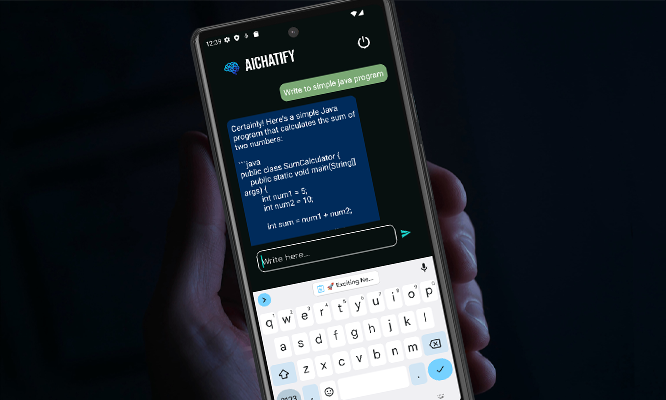 12:39
AICHATIFY
Write to simple java program
Certainly! Here's a simple Java
program that calculates the sum of
two numbers:
```java
public class SumCalculator {
public static void main(String[]
args) {
int num1 = 5;
int num2 = 10;
int sum = num1 + num2;
Write here...
🚀 Exciting Ne...
q w e r t y u i o p
1 2 3 4 5 6 7 8 9 0
a s d f g h j k l
z x c v b n m
?123 , .